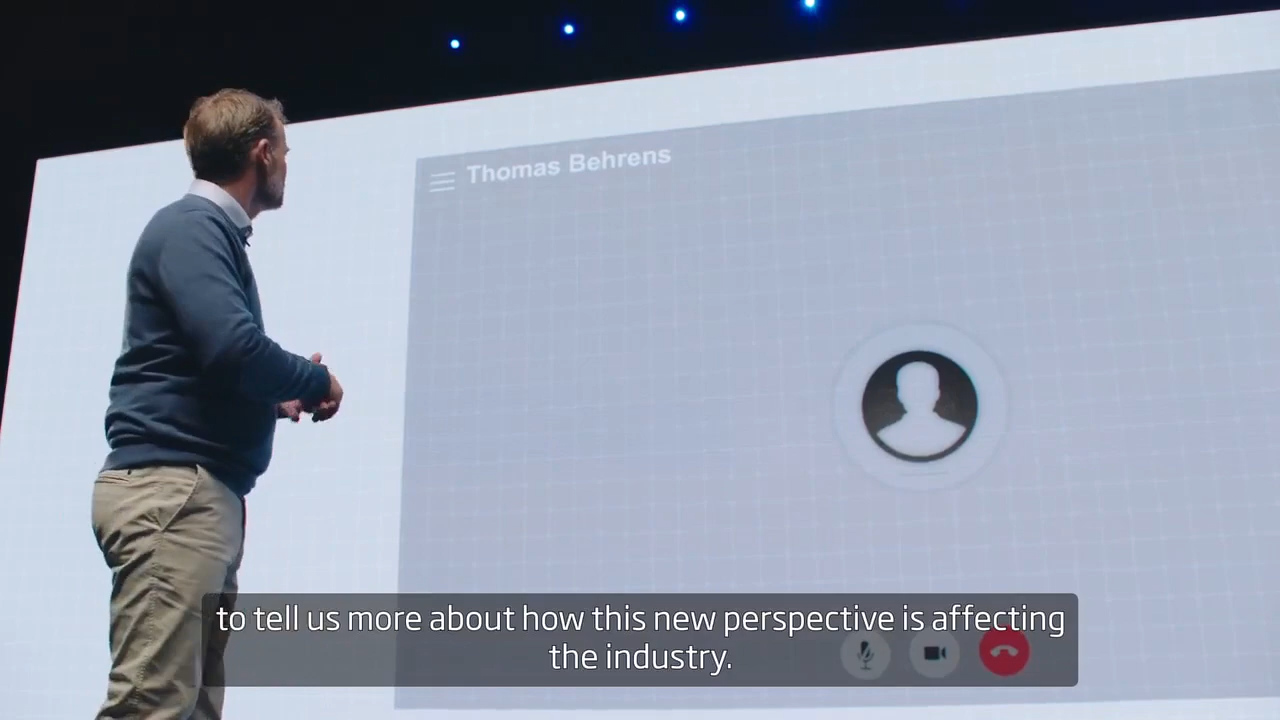 Thomas Behrens
to tell us more about how this new perspective is affecting
the industry.